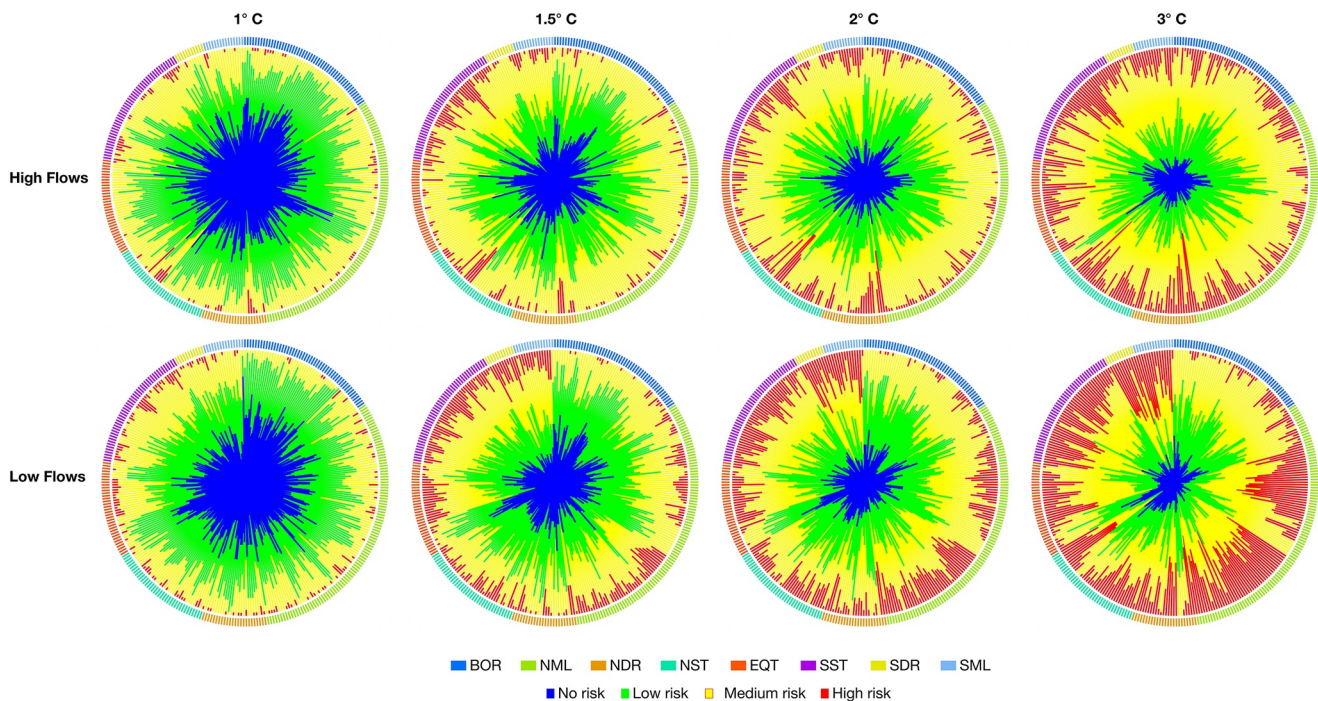 1° C 1.5° C 2° C 3° C
High Flows
Low Flows
BOR NML NDR NST EQT SST SDR SML
No risk Low risk Medium risk High risk